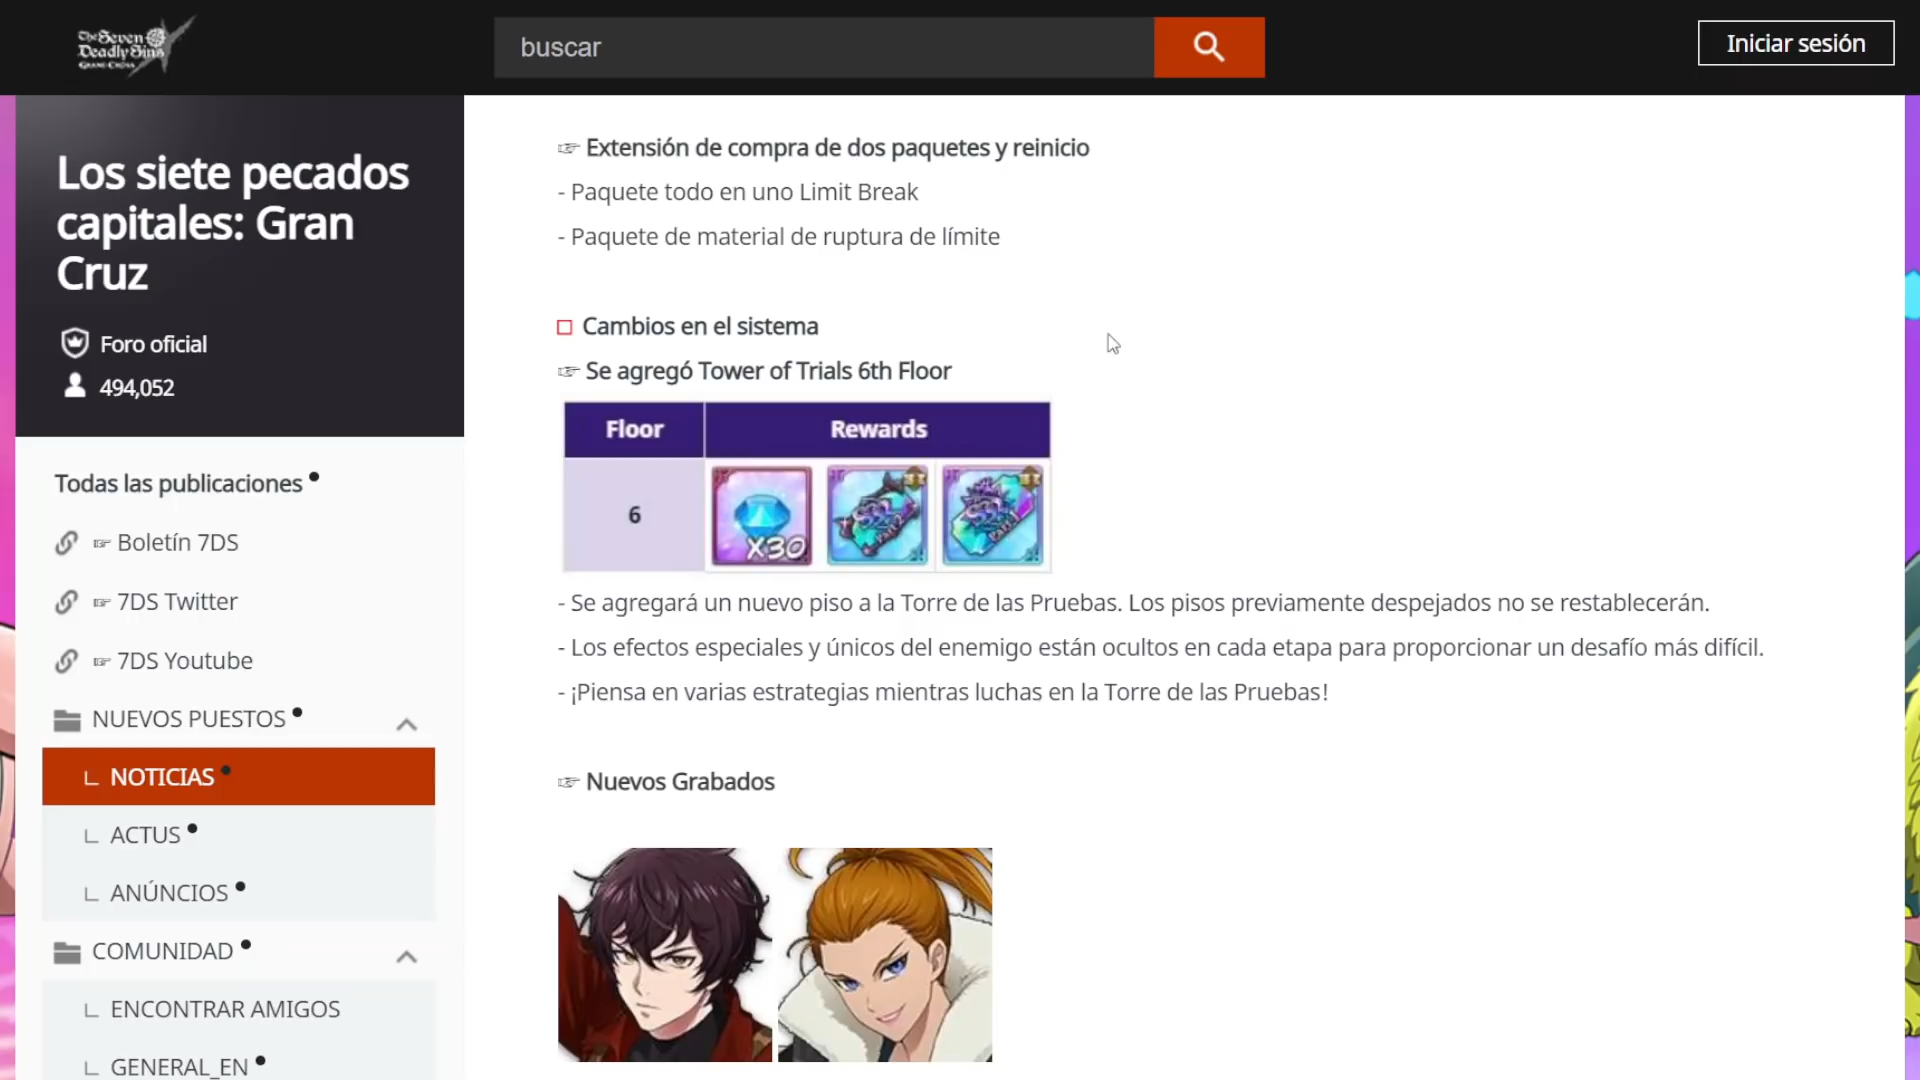 The Seven
Deadly Sins
GRAND CROSS
buscar
Iniciar sesión
Los siete pecados
capitales: Gran
Cruz
Foro oficial
494,052
Todas las publicaciones
☞ Boletín 7DS
☞ 7DS Twitter
☞ 7DS Youtube
NUEVOS PUESTOS
NOTICIAS
ACTUS
ANÚNCIOS
COMUNIDAD
ENCONTRAR AMIGOS
GENERAL_EN
☞ Extensión de compra de dos paquetes y reinicio
- Paquete todo en uno Limit Break
- Paquete de material de ruptura de límite
□ Cambios en el sistema
☞ Se agregó Tower of Trials 6th Floor
Floor Rewards
6 X30
- Se agregará un nuevo piso a la Torre de las Pruebas. Los pisos previamente despejados no se restablecerán.
- Los efectos especiales y únicos del enemigo están ocultos en cada etapa para proporcionar un desafío más difícil.
- ¡Piensa en varias estrategias mientras luchas en la Torre de las Pruebas!
☞ Nuevos Grabados